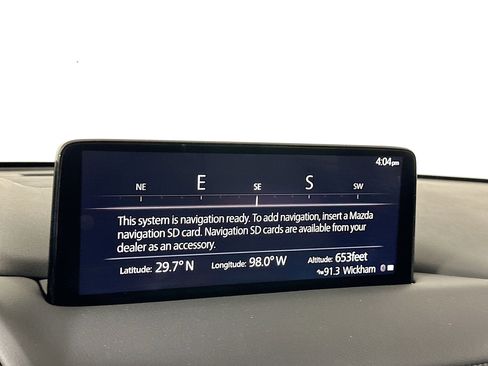 4:04pm
NE E SE S SW
This system is navigation ready. To add navigation, insert a Mazda
navigation SD card. Navigation SD cards are available from your
dealer as an accessory.
Latitude: 29.7° N Longitude: 98.0° W Altitude: 653feet
91.3 Wickham